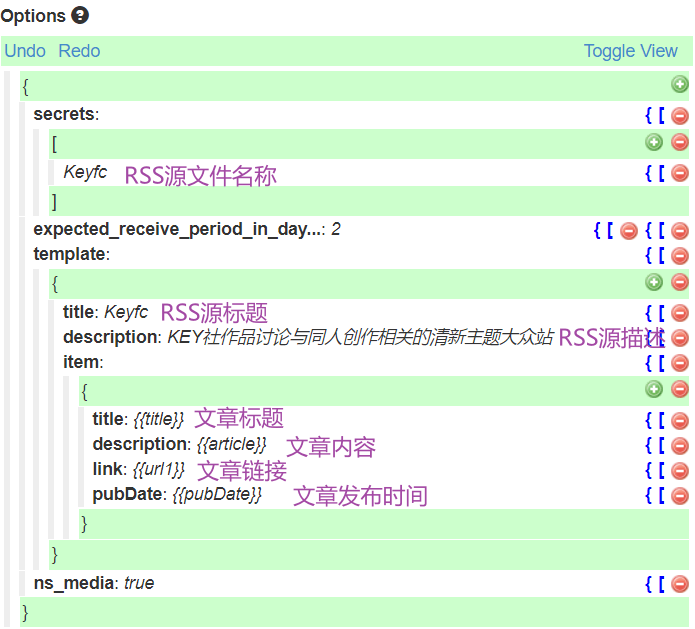 Options ?
Undo Redo Toggle View
{
secrets: { [
[
Keyfc RSS源文件名称 { [
]
expected_receive_period_in_day...: 2 { [ { [
template: { [
{
title: Keyfc RSS源标题 { [
description: KEY社作品讨论与同人创作相关的清新主题大众站 RSS源描述 { [
item: { [
{
title: {{title}} 文章标题 { [
description: {{article}} 文章内容 { [
link: {{url1}} 文章链接 { [
pubDate: {{pubDate}} 文章发布时间 { [
}
}
ns_media: true { [
}